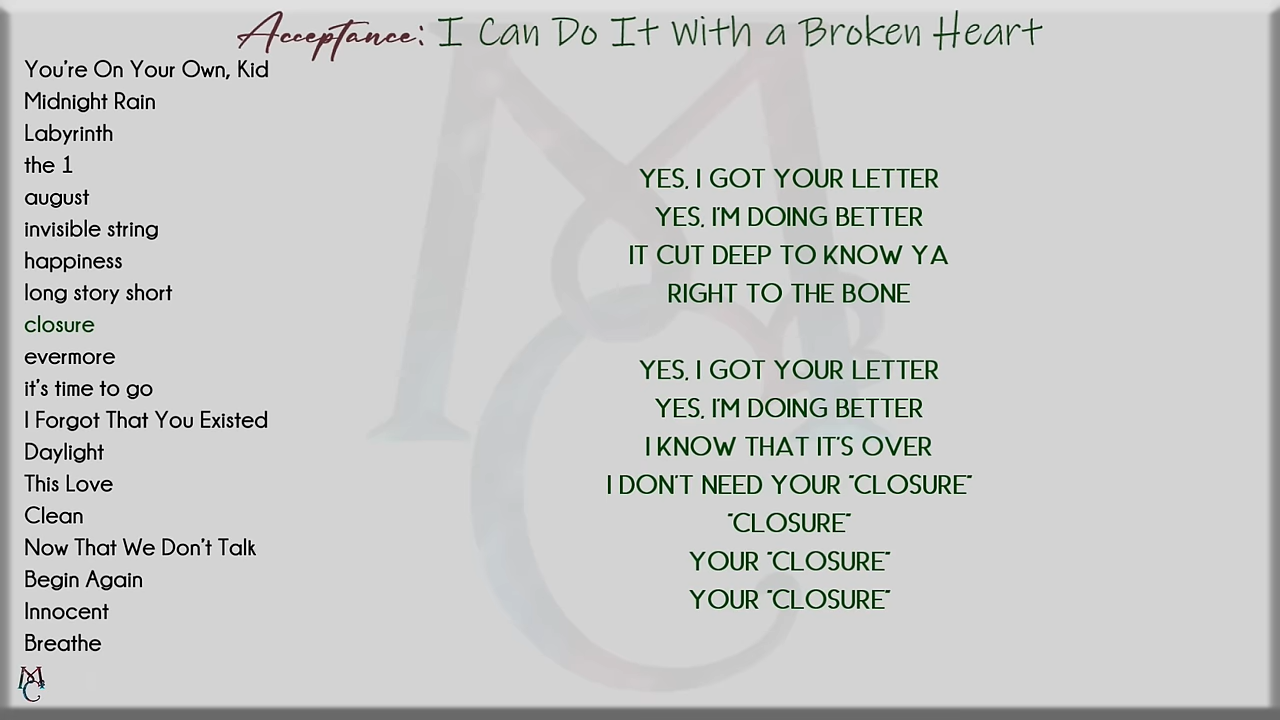 Acceptance: I Can Do It With a Broken Heart
You're On Your Own, Kid
Midnight Rain
Labyrinth
the 1
august
invisible string
happiness
long story short
closure
evermore
it's time to go
I Forgot That You Existed
Daylight
This Love
Clean
Now That We Don't Talk
Begin Again
Innocent
Breathe
YES, I GOT YOUR LETTER
YES, I'M DOING BETTER
IT CUT DEEP TO KNOW YA
RIGHT TO THE BONE
YES, I GOT YOUR LETTER
YES, I'M DOING BETTER
I KNOW THAT IT'S OVER
I DON'T NEED YOUR "CLOSURE"
"CLOSURE"
YOUR "CLOSURE"
YOUR "CLOSURE"